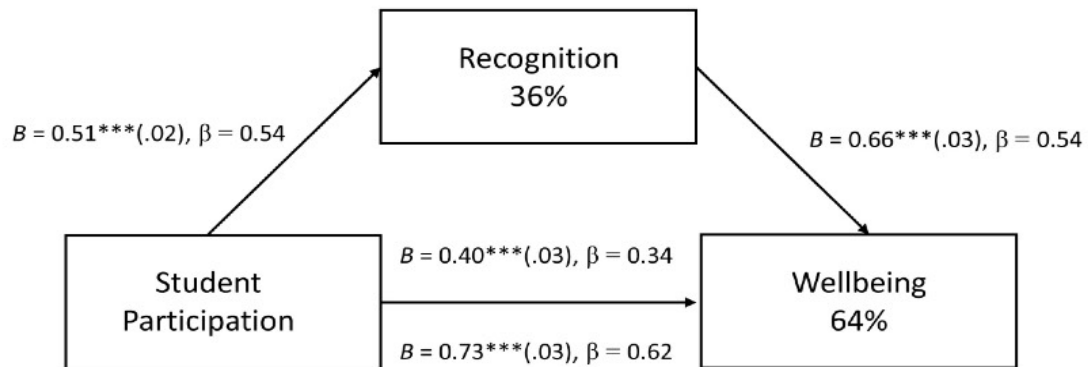 Recognition
36%
B = 0.51***(.02), β = 0.54
B = 0.66***(.03), β = 0.54
Student
Participation
B = 0.40***(.03), β = 0.34
B = 0.73***(.03), β = 0.62
Wellbeing
64%